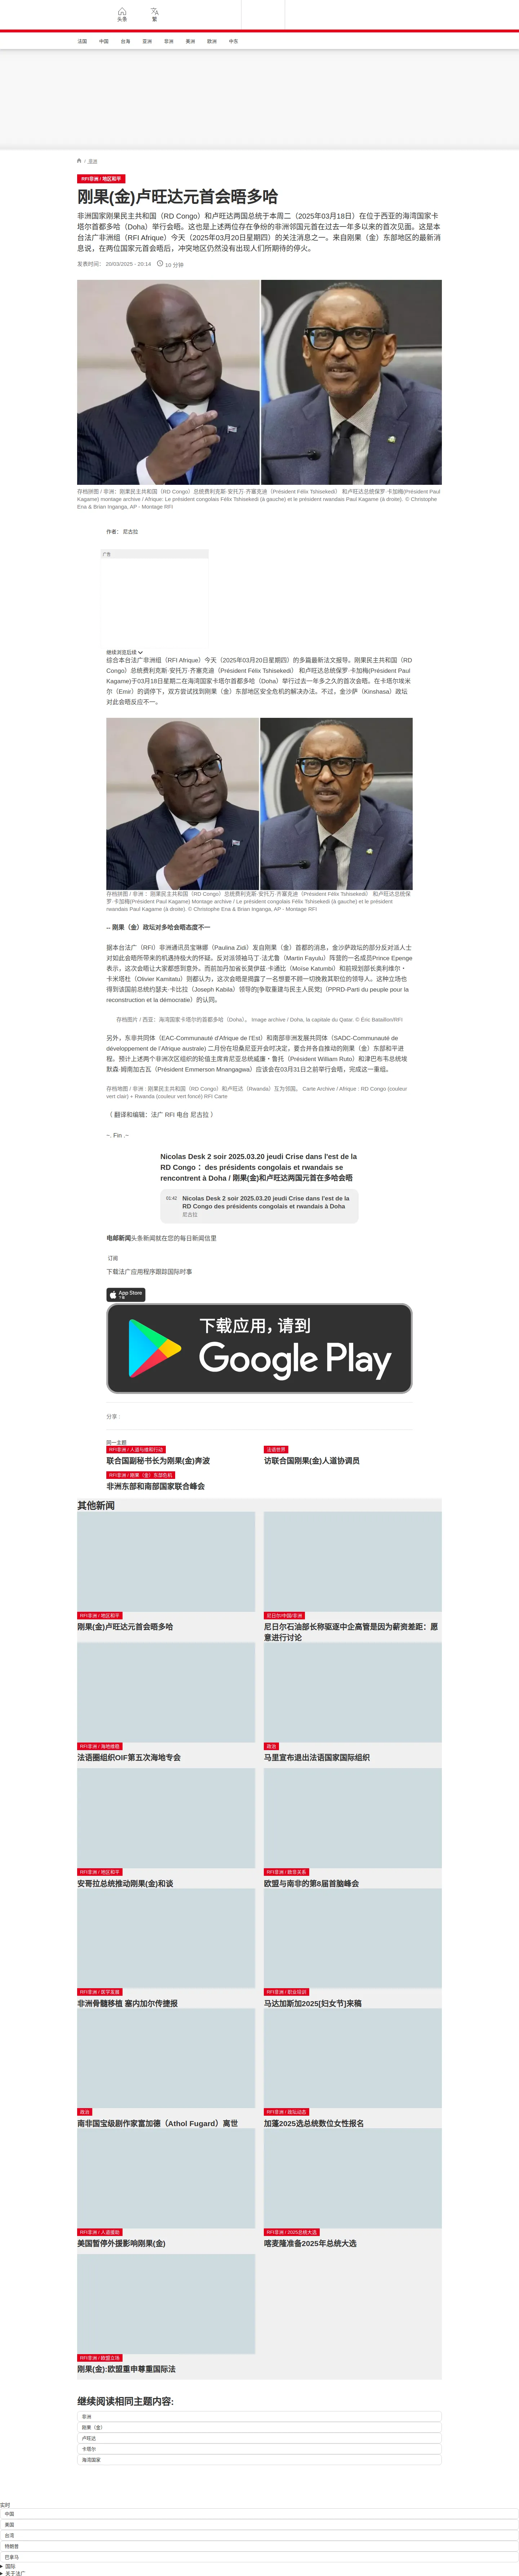 头条
繁
法国
中国
台海
亚洲
非洲
美洲
欧洲
中东
/ 非洲
RFI非洲 / 地区和平
刚果(金)卢旺达元首会晤多哈
非洲国家刚果民主共和国（RD Congo）和卢旺达两国总统于本周二（2025年03月18日）在位于西亚的海湾国家卡
塔尔首都多哈（Doha）举行会晤。这也是上述两位存在争纷的非洲邻国元首在过去一年多以来的首次见面。这是本
台法广非洲组（RFI Afrique）今天（2025年03月20日星期四）的关注消息之一。来自刚果（金）东部地区的最新消
息说，在两位国家元首会晤后，冲突地区仍然没有出现人们所期待的停火。
发表时间： 20/03/2025 - 20:14
10 分钟
存档拼图 / 非洲：刚果民主共和国（RD Congo）总统费利克斯·安托万·齐塞克迪（Président Félix Tshisekedi） 和卢旺达总统保罗·卡加梅(Président Paul
Kagame) montage archive / Afrique: Le président congolais Félix Tshisekedi (à gauche) et le président rwandais Paul Kagame (à droite). © Christophe
Ena & Brian Inganga, AP - Montage RFI
作者： 尼古拉
广告
继续浏览后续
综合本台法广非洲组（RFI Afrique）今天（2025年03月20日星期四）的多篇最新法文报导。刚果民主共和国（RD
Congo）总统费利克斯·安托万·齐塞克迪（Président Félix Tshisekedi） 和卢旺达总统保罗·卡加梅(Président Paul
Kagame)于03月18日星期二在海湾国家卡塔尔首都多哈（Doha）举行过去一年多之久的首次会晤。在卡塔尔埃米
尔（Emir）的调停下，双方尝试找到刚果（金）东部地区安全危机的解决办法。不过，金沙萨（Kinshasa）政坛
对此会晤反应不一。
存档拼图 / 非洲 ：刚果民主共和国（RD Congo）总统费利克斯·安托万·齐塞克迪（Président Félix Tshisekedi） 和卢旺达总统保
罗·卡加梅(Président Paul Kagame) Montage archive / Le président congolais Félix Tshisekedi (à gauche) et le président
rwandais Paul Kagame (à droite). © Christophe Ena & Brian Inganga, AP - Montage RFI
-- 刚果（金）政坛对多哈会晤态度不一
据本台法广（RFI）非洲通讯员宝琳娜（Paulina Zidi）发自刚果（金）首都的消息，金沙萨政坛的部分反对派人士
对如此会晤所带来的机遇持极大的怀疑。反对派领袖马丁·法尤鲁（Martin Fayulu）阵营的一名成员Prince Epenge
表示，这次会晤让大家都感到意外。而前加丹加省长莫伊兹·卡通比（Moïse Katumbi）和前规划部长奥利维尔・
卡米塔杜（Olivier Kamitatu）则都认为，这次会晤是揭露了一名想要不顾一切挽救其职位的领导人。这种立场也
得到该国前总统约瑟夫·卡比拉（Joseph Kabila）领导的[争取重建与民主人民党]（PPRD-Parti du peuple pour la
reconstruction et la démocratie）的认同。
存档图片 / 西亚：海湾国家卡塔尔的首都多哈（Doha）。 Image archive / Doha, la capitale du Qatar. © Eric Bataillon/RFI
另外，东非共同体（EAC-Communauté d'Afrique de l'Est）和南部非洲发展共同体（SADC-Communauté de
développement de l'Afrique australe) 二月份在坦桑尼亚开会时决定，要合并各自推动的刚果（金）东部和平进
程。预计上述两个非洲次区组织的轮值主席肯尼亚总统威廉・鲁托（Président William Ruto）和津巴布韦总统埃
默森·姆南加古瓦（Président Emmerson Mnangagwa）应该会在03月31日之前举行会晤，完成这一重组。
存档地图 / 非洲 : 刚果民主共和国（RD Congo）和卢旺达（Rwanda）互为邻国。 Carte Archive / Afrique : RD Congo (couleur
vert clair) + Rwanda (couleur vert foncé) RFI Carte
（ 翻译和编辑：法广 RFI 电台 尼古拉 ）
~. Fin .~
Nicolas Desk 2 soir 2025.03.20 jeudi Crise dans l'est de la
RD Congo ：des présidents congolais et rwandais se
rencontrent à Doha / 刚果(金)和卢旺达两国元首在多哈会晤
01:42
Nicolas Desk 2 soir 2025.03.20 jeudi Crise dans l'est de la
RD Congo des présidents congolais et rwandais à Doha
尼古拉
电邮新闻头条新闻就在您的每日新闻信里
订阅
下载法广应用程序跟踪国际时事
App Store
下载
下载应用，请到
Google Play
分享 :
同一主题
RFI非洲 / 人道与维和行动
联合国副秘书长为刚果(金)奔波
法语世界
访联合国刚果(金)人道协调员
RFI非洲 / 刚果（金）东部危机
非洲东部和南部国家联合峰会
其他新闻
RFI非洲 / 地区和平
刚果(金)卢旺达元首会晤多哈
尼日尔/中国/非洲
尼日尔石油部长称驱逐中企高管是因为薪资差距：愿
意进行讨论
RFI非洲 / 海地维稳
法语圈组织OIF第五次海地专会
政治
马里宣布退出法语国家国际组织
RFI非洲 / 地区和平
安哥拉总统推动刚果(金)和谈
RFI非洲 / 欧非关系
欧盟与南非的第8届首脑峰会
RFI非洲 / 医学发展
非洲骨髓移植 塞内加尔传捷报
RFI非洲 / 职业培训
马达加斯加2025[妇女节]来稿
政治
南非国宝级剧作家富加德（Athol Fugard）离世
RFI非洲 / 政坛动态
加蓬2025选总统数位女性报名
RFI非洲 / 人道援助
美国暂停外援影响刚果(金)
RFI非洲 / 2025总统大选
喀麦隆准备2025年总统大选
RFI非洲 / 欧盟立场
刚果(金):欧盟重申尊重国际法
继续阅读相同主题内容:
非洲
刚果（金）
卢旺达
卡塔尔
海湾国家
实时
中国
美国
台湾
特朗普
巴拿马
国际
关于法广